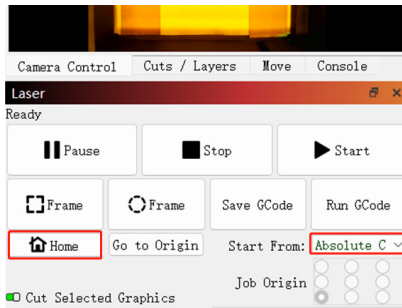 Camera Control Cuts / Layers Move Console
Laser
Ready
Pause Stop Start
Frame Frame Save GCode Run GCode
Home Go to Origin Start From: Absolute C
Job Origin
Cut Selected Graphics